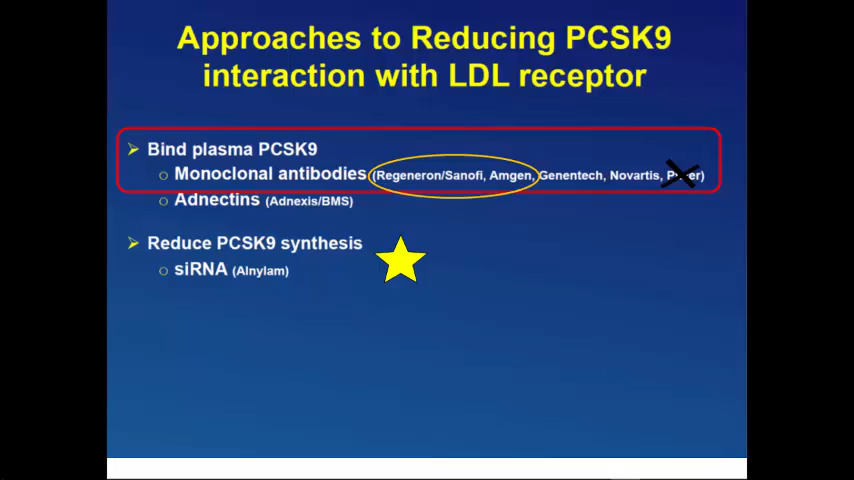 Approaches to Reducing PCSK9
interaction with LDL receptor
Bind plasma PCSK9
Monoclonal antibodies (Regeneron/Sanofi, Amgen, Genentech, Novartis,
Adnectins (Adnexis/BMS)
Reduce PCSK9 synthesis
siRNA (Alnylam)